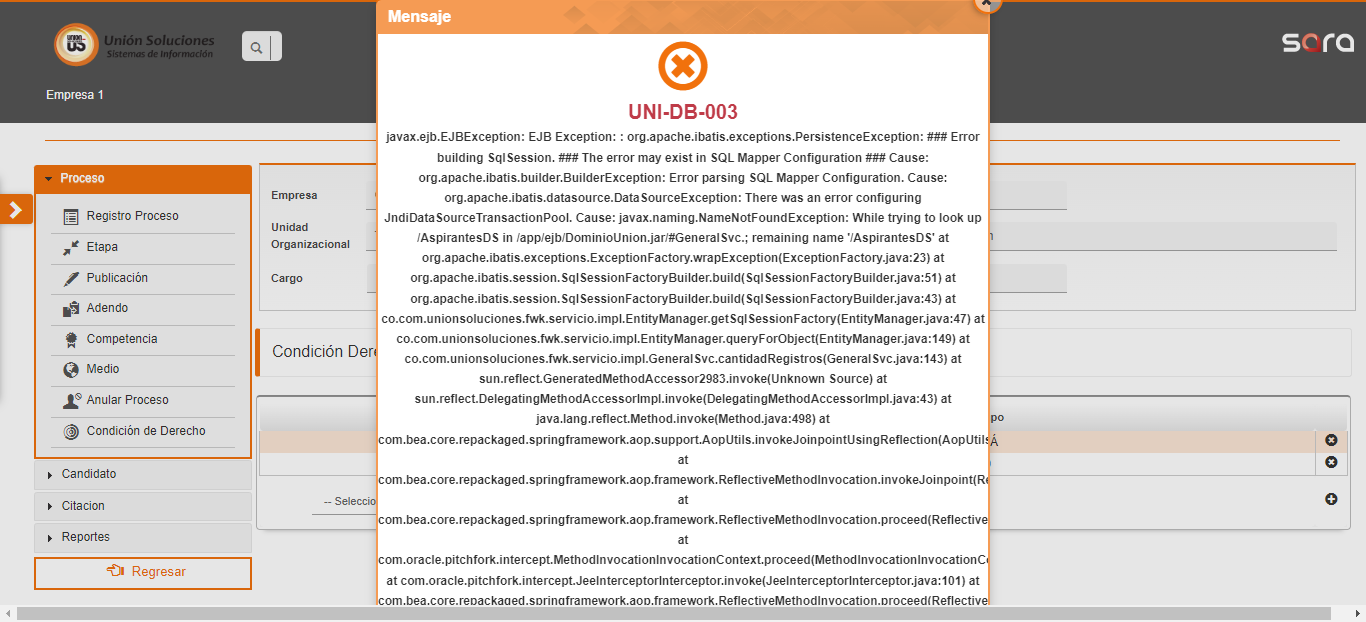 Mensaje
UNION
US
Unión Soluciones
Sistemas de Información
sara
Empresa 1
UNI-DB-003
javax.ejb.EJBException: EJB Exception: : org.apache.ibatis.exceptions.PersistenceException: ### Error
building SqlSession. ### The error may exist in SQL Mapper Configuration ### Cause:
org.apache.ibatis.builder.BuilderException: Error parsing SQL Mapper Configuration. Cause:
org.apache.ibatis.datasource.DataSourceException: There was an error configuring
JndiDataSourceTransactionPool. Cause: javax.naming.NameNotFoundException: While trying to look up
/AspirantesDS in /app/ejb/DominioUnion.jar/#GeneralSvc.; remaining name '/AspirantesDS' at
org.apache.ibatis.exceptions.ExceptionFactory.wrapException(ExceptionFactory.java:23) at
org.apache.ibatis.session.SqlSessionFactoryBuilder.build(SqlSessionFactoryBuilder.java:51) at
org.apache.ibatis.session.SqlSessionFactoryBuilder.build(SqlSessionFactoryBuilder.java:43) at
co.com.unionsoluciones.fwk.servicio.impl.EntityManager.getSqlSessionFactory(EntityManager.java:47) at
co.com.unionsoluciones.fwk.servicio.impl.EntityManager.queryForObject(EntityManager.java:149) at
co.com.unionsoluciones.fwk.servicio.impl.GeneralSvc.cantidadRegistros(GeneralSvc.java:143) at
sun.reflect.GeneratedMethodAccessor2983.invoke(Unknown Source) at
sun.reflect.DelegatingMethodAccessorImpl.invoke(DelegatingMethodAccessorImpl.java:43) at
java.lang.reflect.Method.invoke(Method.java:498) at
com.bea.core.repackaged.springframework.aop.support.AopUtils.invokeJoinpointUsingReflection(AopUtils
at
com.bea.core.repackaged.springframework.aop.framework.ReflectiveMethodInvocation.invokeJoinpoint(Re
at
com.bea.core.repackaged.springframework.aop.framework.ReflectiveMethodInvocation.proceed(Reflective
at
com.oracle.pitchfork.intercept.MethodInvocationInvocationContext.proceed(MethodInvocationInvocationCo
at com.oracle.pitchfork.intercept.JeeInterceptorInterceptor.invoke(JeeInterceptorInterceptor.java:101) at
com.bea.core.repackaged.springframework.aop.framework.ReflectiveMethodInvocation.proceed(Reflective
Proceso
Registro Proceso
Etapa
Publicación
Adendo
Competencia
Medio
Anular Proceso
Condición de Derecho
Candidato
Citacion
Reportes
Regresar
Empresa
Unidad
Organizacional
Cargo
Condición Dere
po
Á
-- Seleccio